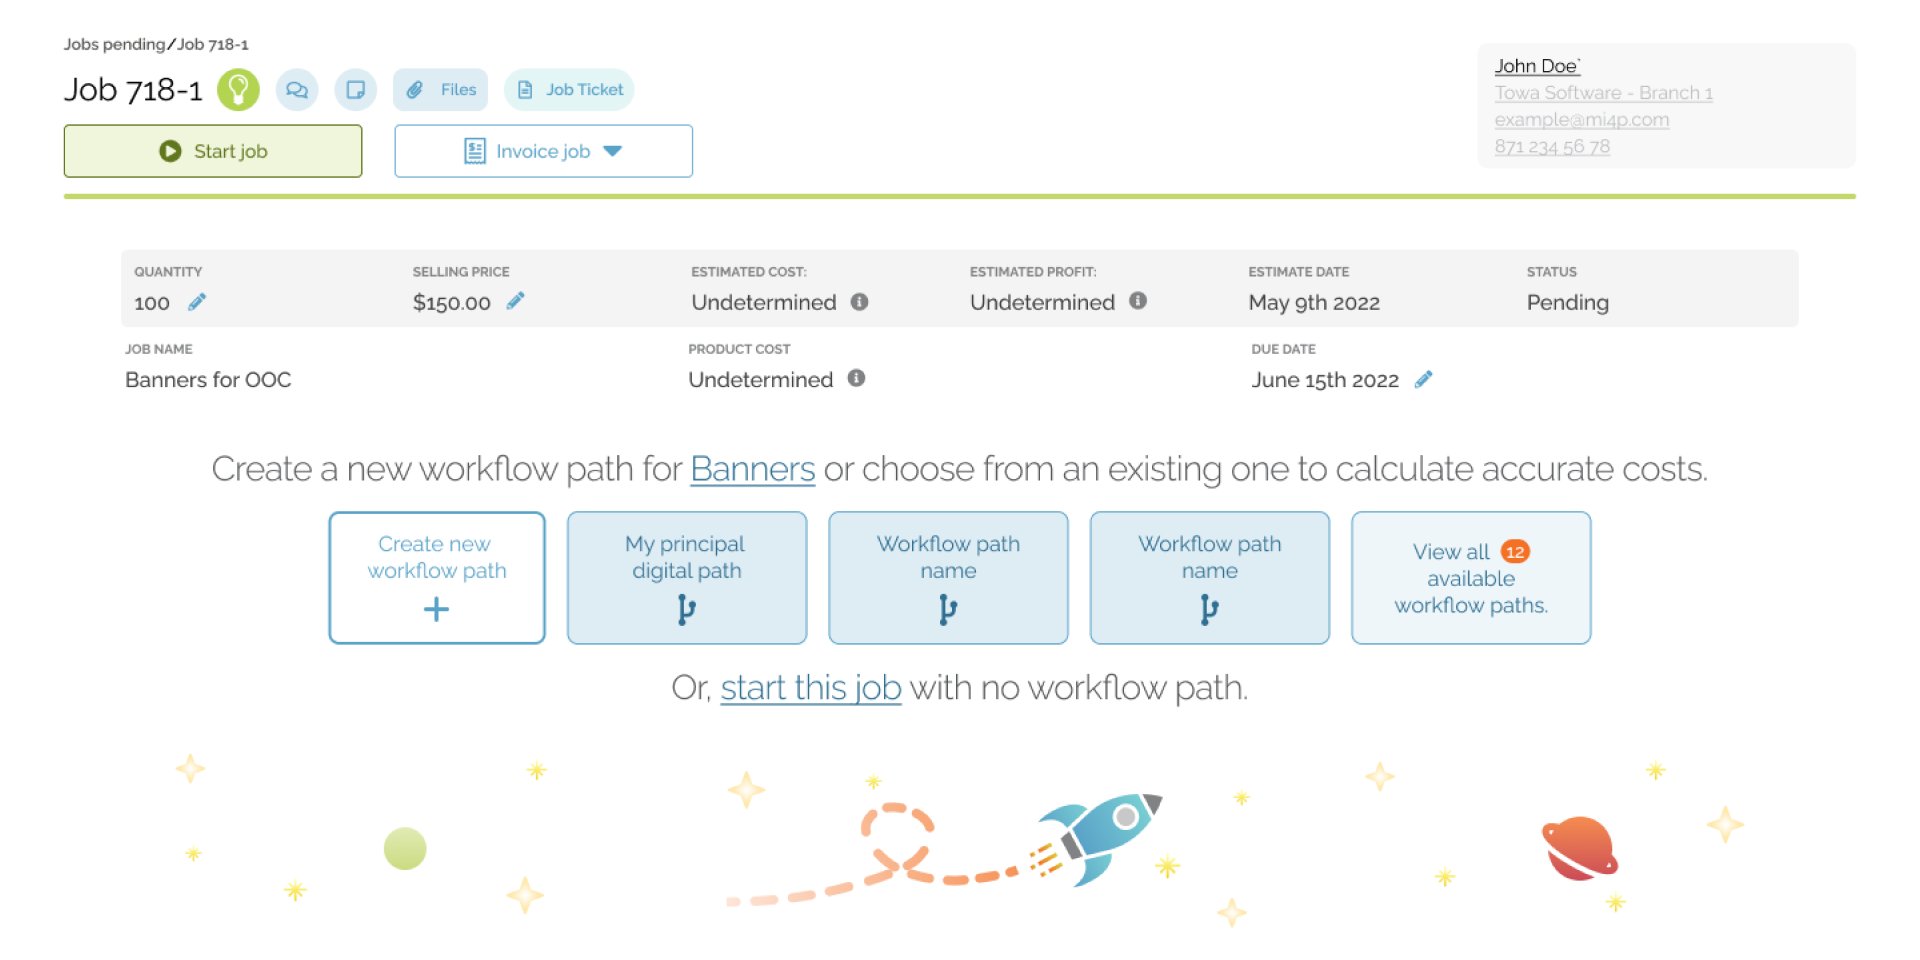 Jobs pending/Job 718-1
Job 718-1
Files
Job Ticket
Start job
Invoice job
John Doe`
Towa Software - Branch 1
example@mi4p.com
871 234 56 78
QUANTITY
100
SELLING PRICE
$150.00
ESTIMATED COST:
Undetermined
ESTIMATED PROFIT:
Undetermined
ESTIMATE DATE
May 9th 2022
STATUS
Pending
JOB NAME
Banners for OOC
PRODUCT COST
Undetermined
DUE DATE
June 15th 2022
Create a new workflow path for Banners or choose from an existing one to calculate accurate costs.
Create new
workflow path
My principal
digital path
Workflow path
name
Workflow path
name
View all 12
available
workflow paths.
Or, start this job with no workflow path.